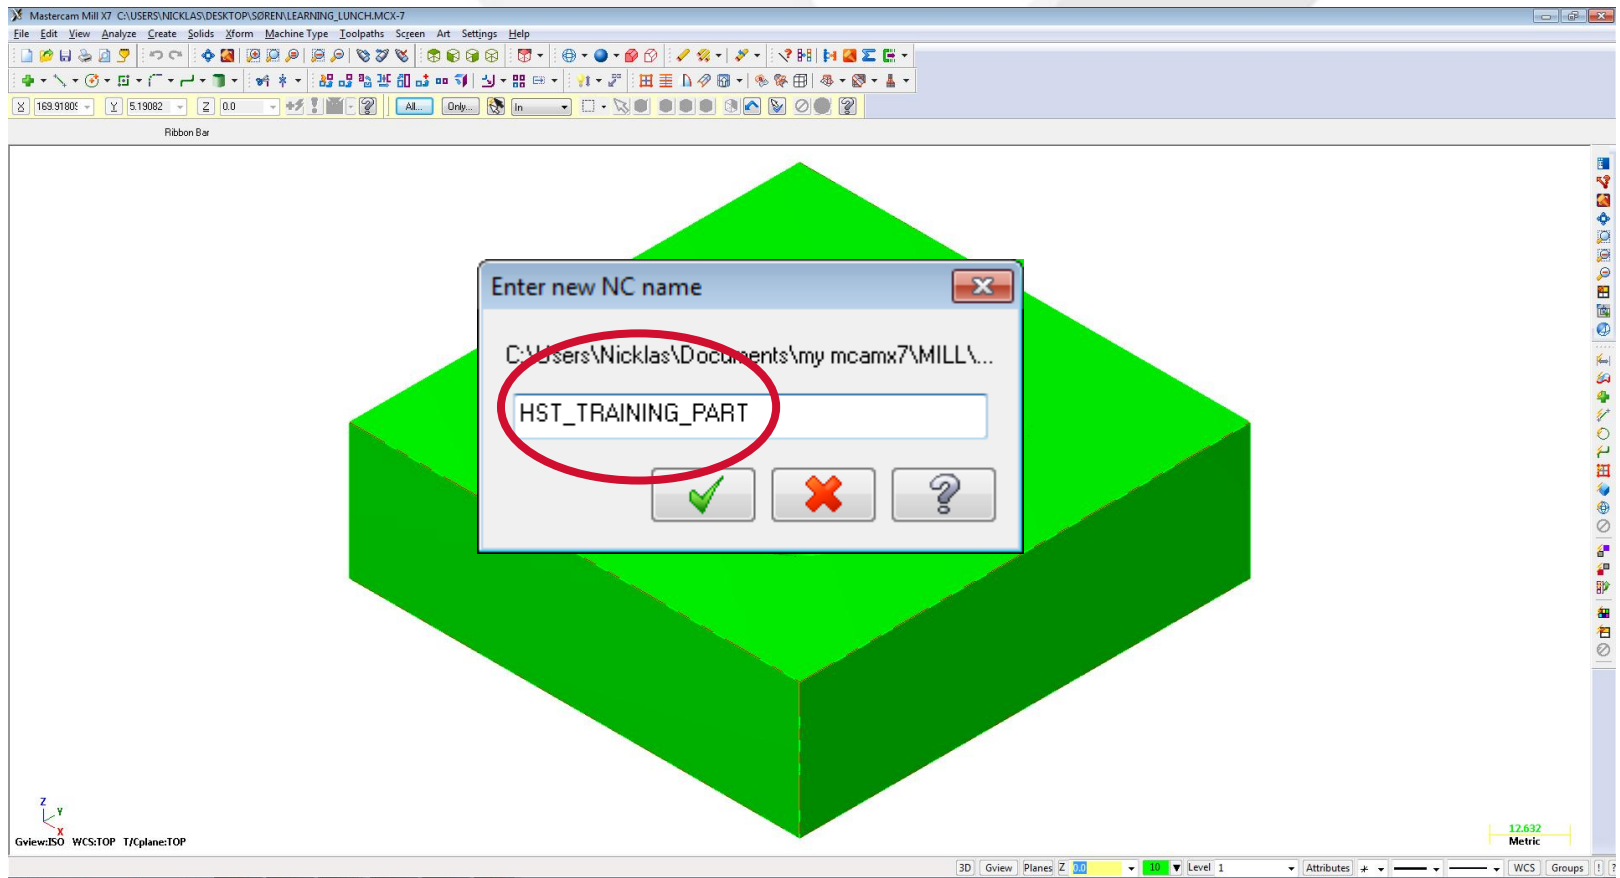 Mastercam Mill X7 C:\USERS\NICKLAS\DESKTOP\SØREN\LEARNING_LUNCH.MCX-7
File Edit View Analyze Create Solids Xform Machine Type Toolpaths Screen Art Settings Help
X 169.9180 Y 5.19082 Z 0.0 All... Only... In
Ribbon Bar
Enter new NC name
C:\Users\Nicklas\Documents\my mcamx7\MILL\...
HST_TRAINING_PART
Z
Y
X
Gview:ISO WCS:TOP T/Cplane:TOP
12.632
Metric
3D Gview Planes Z 0.0 10 Level 1 Attributes WCS Groups ! ?